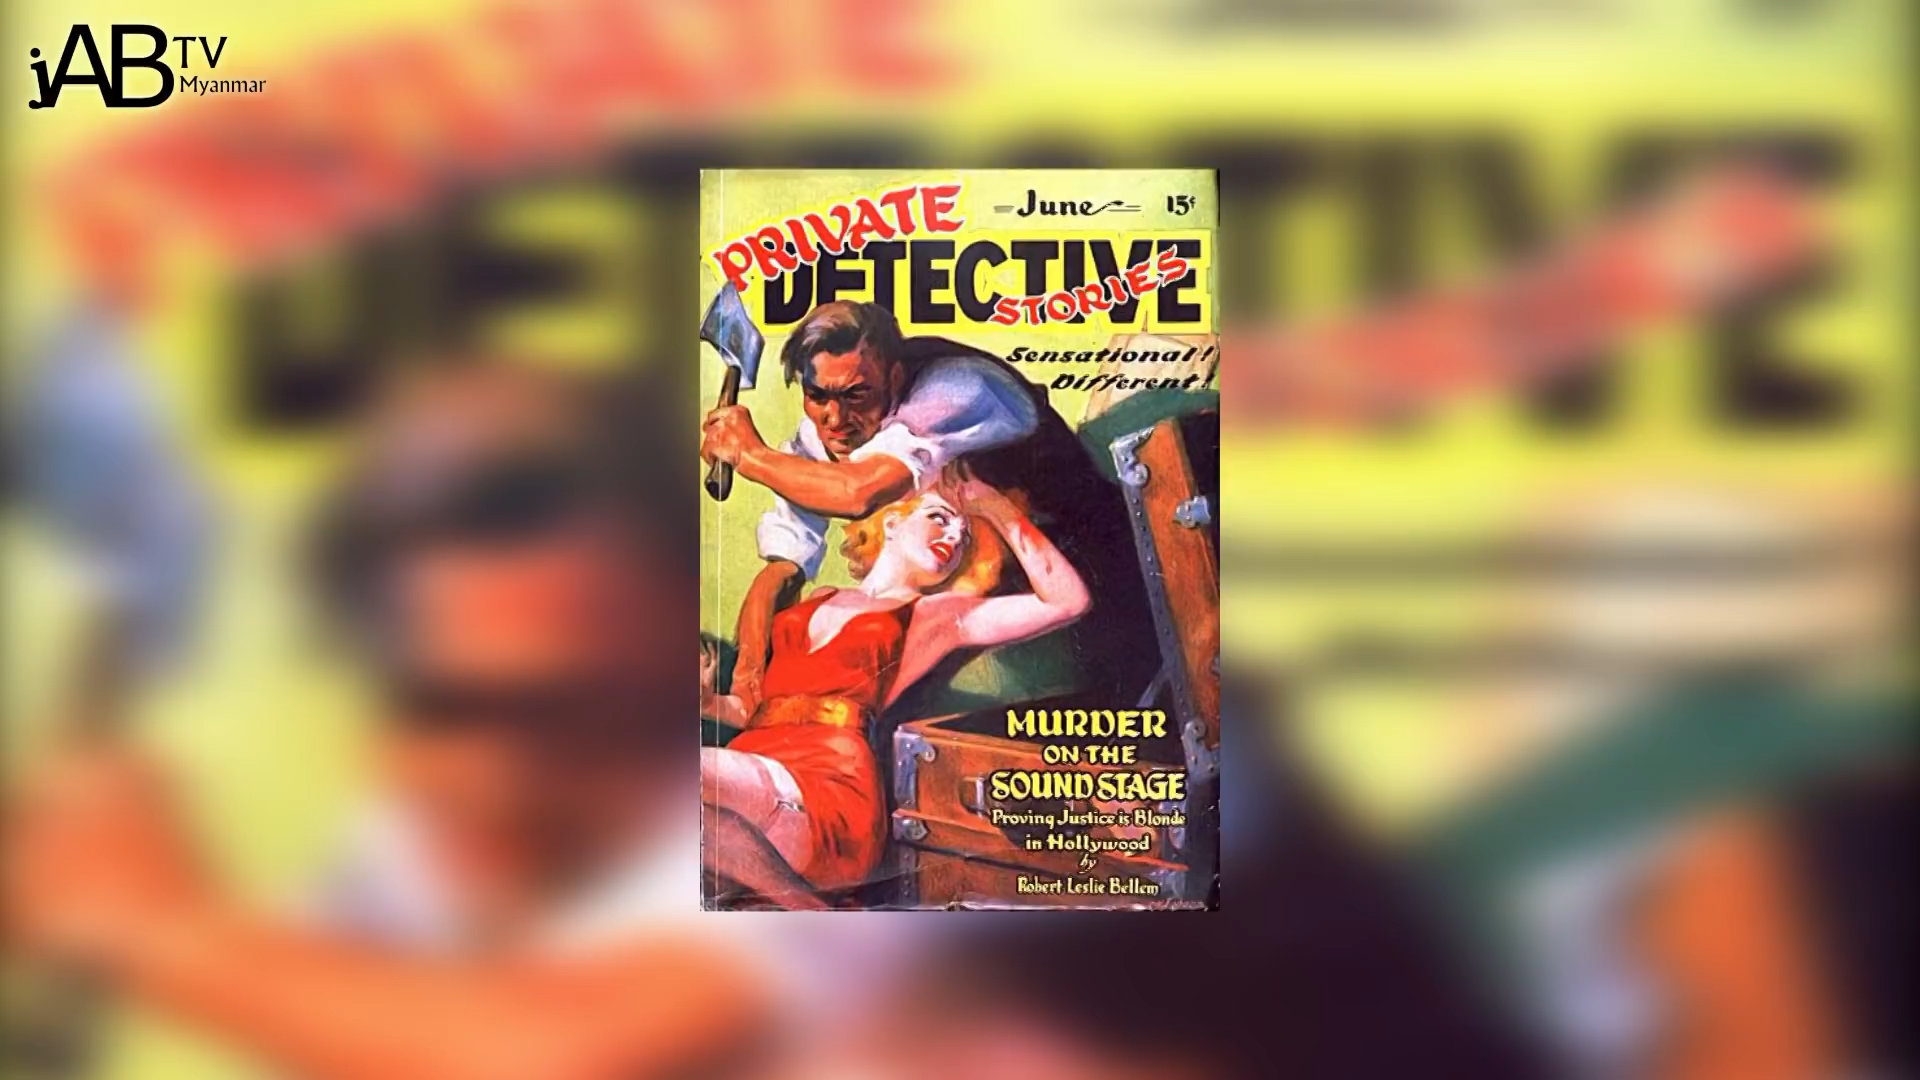 jAB TV
Myanmar
PRIVATE
June 15¢
DETECTIVE
STORIES
Sensational!
Different!
MURDER
ON THE
SOUND STAGE
Proving Justice is Blonde
in Hollywood
by
Robert Leslie Bellem